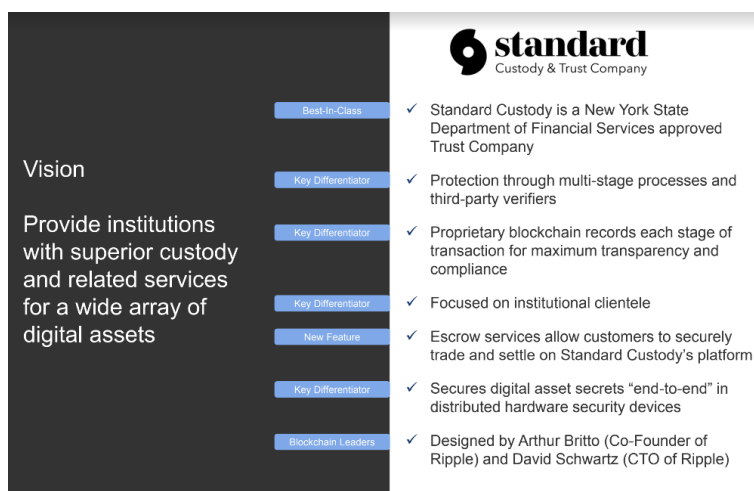 standard
Custody & Trust Company
Vision
Provide institutions
with superior custody
and related services
for a wide array of
digital assets
Best-In-Class
Standard Custody is a New York State
Department of Financial Services approved
Trust Company
Key Differentiator
Protection through multi-stage processes and
third-party verifiers
Key Differentiator
Proprietary blockchain records each stage of
transaction for maximum transparency and
compliance
Key Differentiator
Focused on institutional clientele
New Feature
Escrow services allow customers to securely
trade and settle on Standard Custody’s platform
Key Differentiator
Secures digital asset secrets “end-to-end” in
distributed hardware security devices
Blockchain Leaders
Designed by Arthur Britto (Co-Founder of
Ripple) and David Schwartz (CTO of Ripple)